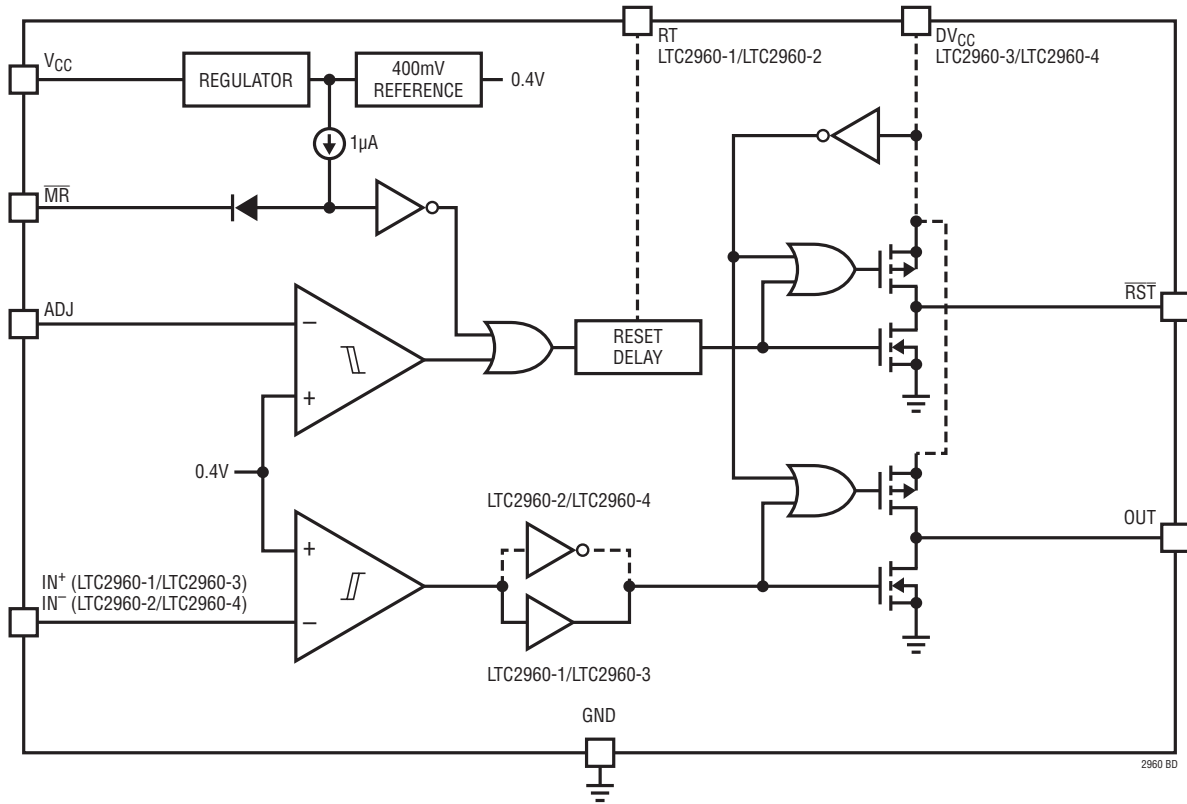 RT
LTC2960-1/LTC2960-2
DVCC
LTC2960-3/LTC2960-4
VCC
REGULATOR
400mV
REFERENCE
0.4V
1µA
MR
ADJ
–
+
RESET
DELAY
RST
0.4V
LTC2960-2/LTC2960-4
OUT
+
IN+ (LTC2960-1/LTC2960-3)
IN– (LTC2960-2/LTC2960-4)
–
LTC2960-1/LTC2960-3
GND
2960 BD